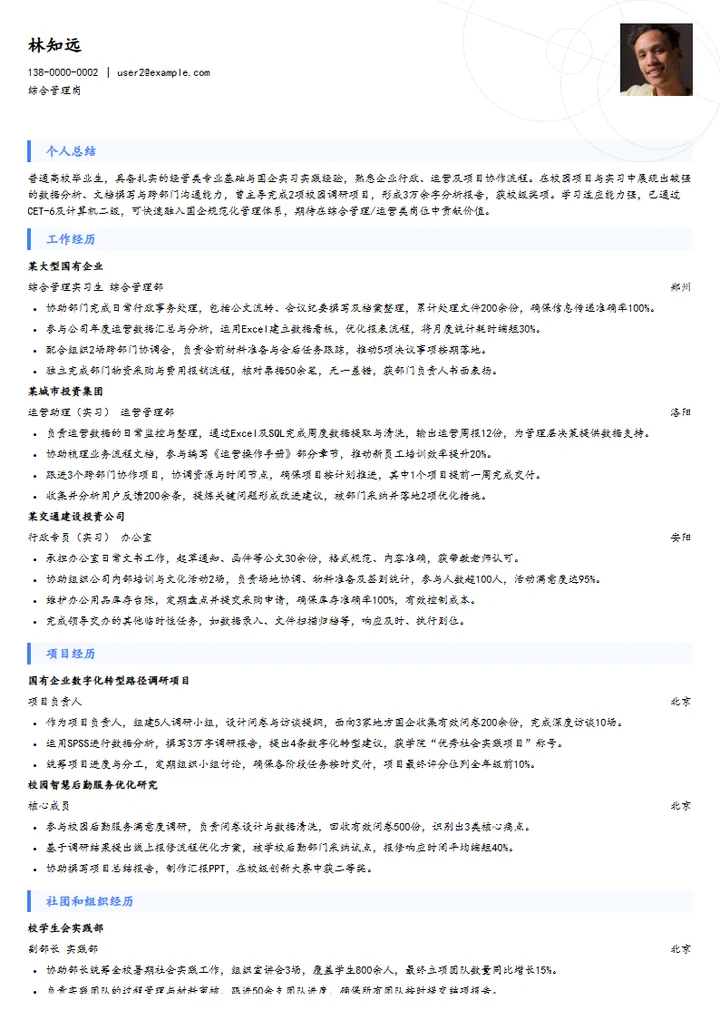 林知远
138-0000-0002 | user2@example.com
综合管理岗
个人总结
普通高校毕业生，具备扎实的经管类专业基础与国企实习实践经验，熟悉企业行政、运营及项目协作流程。在校园项目与实习中展现出较强
的数据分析、文档撰写与跨部门沟通能力，曾主导完成2项校园调研项目，形成3万余字分析报告，获校级奖项。学习适应能力强，已通过
CET-6及计算机二级，可快速融入国企规范化管理体系，期待在综合管理/运营类岗位中贡献价值。
工作经历
某大型国有企业
综合管理实习生 综合管理部 郑州
• 协助部门完成日常行政事务处理，包括公文流转、会议纪要撰写及档案整理，累计处理文件200余份，确保信息传递准确率100%。
• 参与公司年度运营数据汇总与分析，运用Excel建立数据看板，优化报表流程，将月度统计耗时缩短30%。
• 配合组织2场跨部门协调会，负责会前材料准备与会后任务跟踪，推动5项决议事项按期落地。
• 独立完成部门物资采购与费用报销流程，核对票据50余笔，无一差错，获部门负责人书面表扬。
某城市投资集团
运营助理（实习） 运营管理部 洛阳
• 负责运营数据的日常监控与整理，通过Excel及SQL完成周度数据提取与清洗，输出运营周报12份，为管理层决策提供数据支持。
• 协助梳理业务流程文档，参与编写《运营操作手册》部分章节，推动新员工培训效率提升20%。
• 跟进3个跨部门协作项目，协调资源与时间节点，确保项目按计划推进，其中1个项目提前一周完成交付。
• 收集并分析用户反馈200余条，提炼关键问题形成改进建议，被部门采纳并落地2项优化措施。
某交通建设投资公司
行政专员（实习） 办公室 安阳
• 承担办公室日常文书工作，起草通知、函件等公文30余份，格式规范、内容准确，获带教老师认可。
• 协助组织公司内部培训与文化活动2场，负责场地协调、物料准备及签到统计，参与人数超100人，活动满意度达95%。
• 维护办公用品库存台账，定期盘点并提交采购申请，确保库存准确率100%，有效控制成本。
• 完成领导交办的其他临时性任务，如数据录入、文件扫描归档等，响应及时、执行到位。
项目经历
国有企业数字化转型路径调研项目
项目负责人 北京
• 作为项目负责人，组建5人调研小组，设计问卷与访谈提纲，面向3家地方国企收集有效问卷200余份，完成深度访谈10场。
• 运用SPSS进行数据分析，撰写3万字调研报告，提出4条数字化转型建议，获学院“优秀社会实践项目”称号。
• 统筹项目进度与分工，定期组织小组讨论，确保各阶段任务按时交付，项目最终评分位列全年级前10%。
校园智慧后勤服务优化研究
核心成员 北京
• 参与校园后勤服务满意度调研，负责问卷设计与数据清洗，回收有效问卷500份，识别出3类核心痛点。
• 基于调研结果提出线上报修流程优化方案，被学校后勤部门采纳试点，报修响应时间平均缩短40%。
• 协助撰写项目总结报告，制作汇报PPT，在校级创新大赛中获二等奖。
社团和组织经历
校学生会实践部
副部长 实践部 北京
• 协助部长统筹全校暑期社会实践工作，组织宣讲会3场，覆盖学生800余人，最终立项团队数量同比增长15%。
• 负责实践团队的过程管理与材料审核，跟进50余支团队进度，确保所有团队按时提交结项报告。